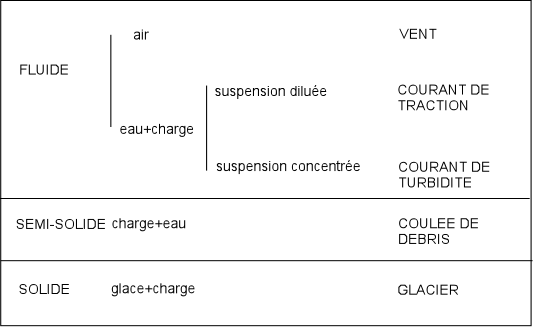 air VENT
FLUIDE
suspension diluée COURANT DE
TRACTION
eau+charge
suspension concentrée COURANT DE
TURBIDITE
SEMI-SOLIDE charge+eau COULEE DE
DEBRIS
SOLIDE glace+charge GLACIER